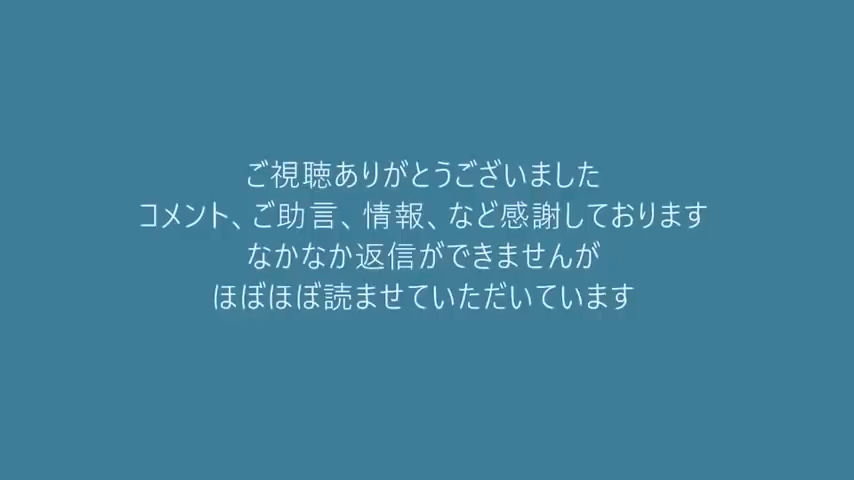 ご視聴ありがとうございました
コメント、ご助言、情報、など感謝しております
なかなか返信ができませんが
ほぼほぼ読ませていただいています